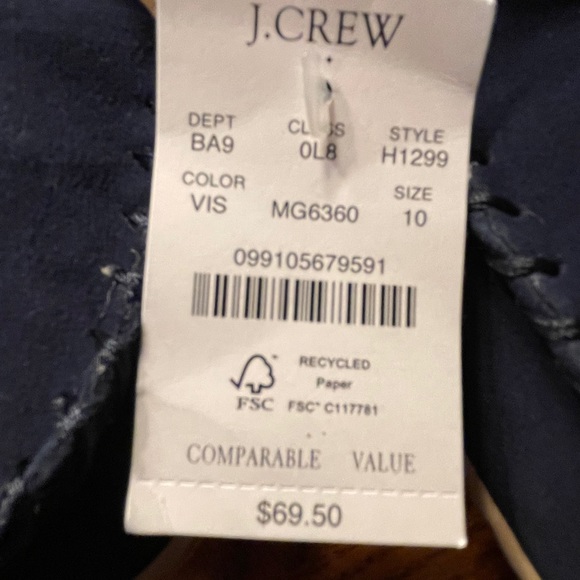 J.CREW
DEPT CLASS STYLE
BA9 0L8 H1299
COLOR SIZE
VIS MG6360 10
099105679591
RECYCLED
Paper
FSC FSC™ C117781
COMPARABLE VALUE
$69.50